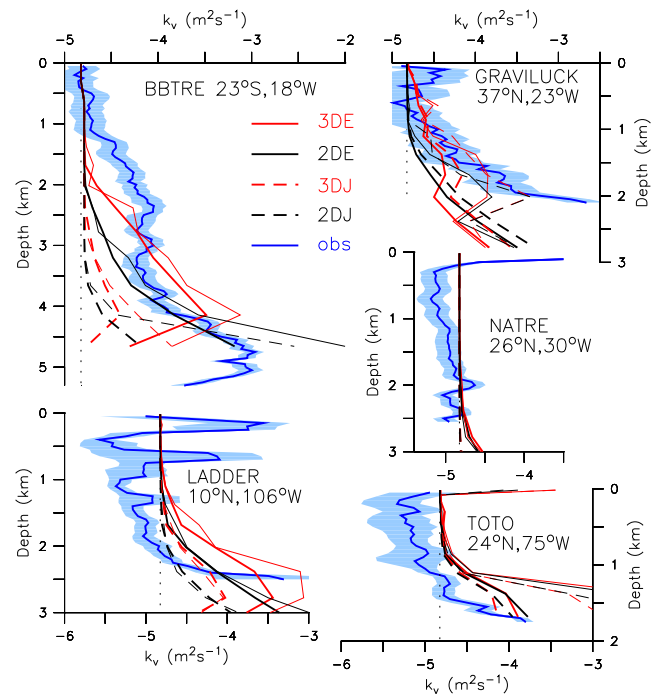 k_v (m²s⁻¹)
-5 -4 -3 -2
0
1
2
3
4
5
Depth (km)
BBTRE 23°S,18°W
3DE
2DE
3DJ
2DJ
obs
k_v (m²s⁻¹)
-5 -4 -3
GRAVILUCK
37°N,23°W
0
1
2
3
Depth (km)
0
1
2
3
Depth (km)
NATRE
26°N,30°W
-5 -4
0
1
2
3
Depth (km)
LADDER
10°N,106°W
-6 -5 -4 -3
k_v (m²s⁻¹)
TOTO
24°N,75°W
0
1
2
Depth (km)
-6 -5 -4 -3
k_v (m²s⁻¹)